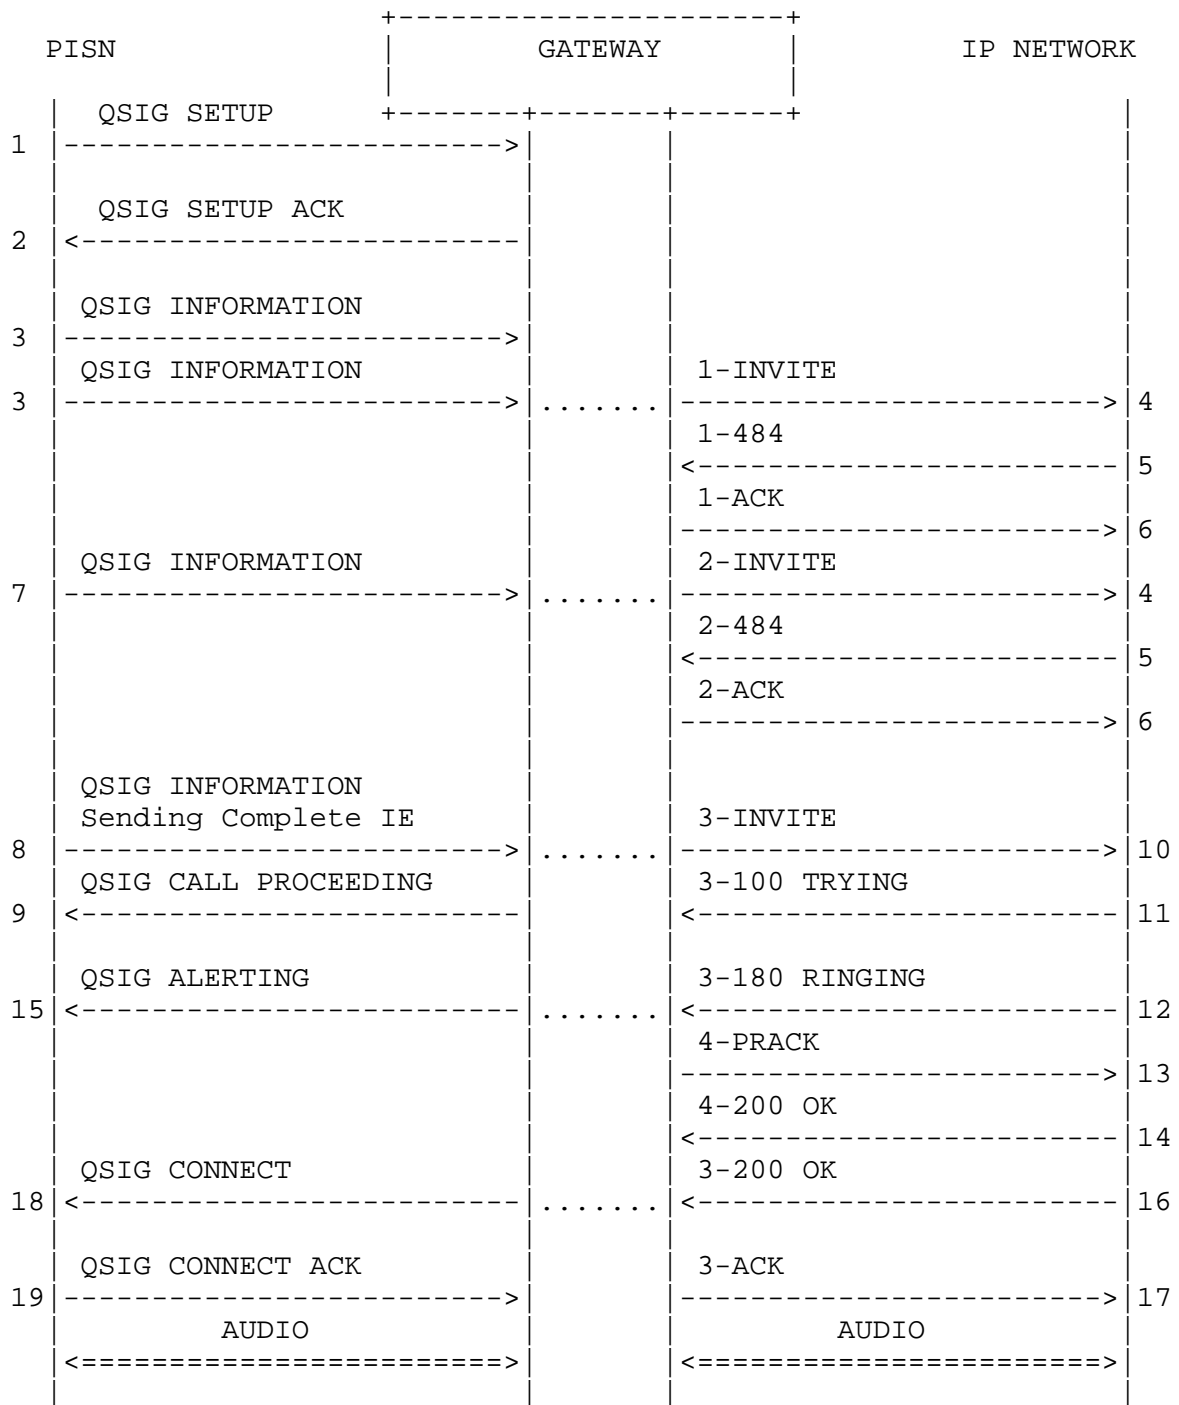 PISN GATEWAY IP NETWORK
QSIG SETUP
1
QSIG SETUP ACK
2
QSIG INFORMATION
3
QSIG INFORMATION 1-INVITE
3 ....... 4
1-484
5
1-ACK
6
QSIG INFORMATION 2-INVITE
7 ....... 4
2-484
5
2-ACK
6
QSIG INFORMATION
Sending Complete IE 3-INVITE
8 ....... 10
QSIG CALL PROCEEDING 3-100 TRYING
9 11
QSIG ALERTING 3-180 RINGING
15 ....... 12
4-PRACK
13
4-200 OK
14
QSIG CONNECT 3-200 OK
18 ....... 16
QSIG CONNECT ACK 3-ACK
19 17
AUDIO AUDIO